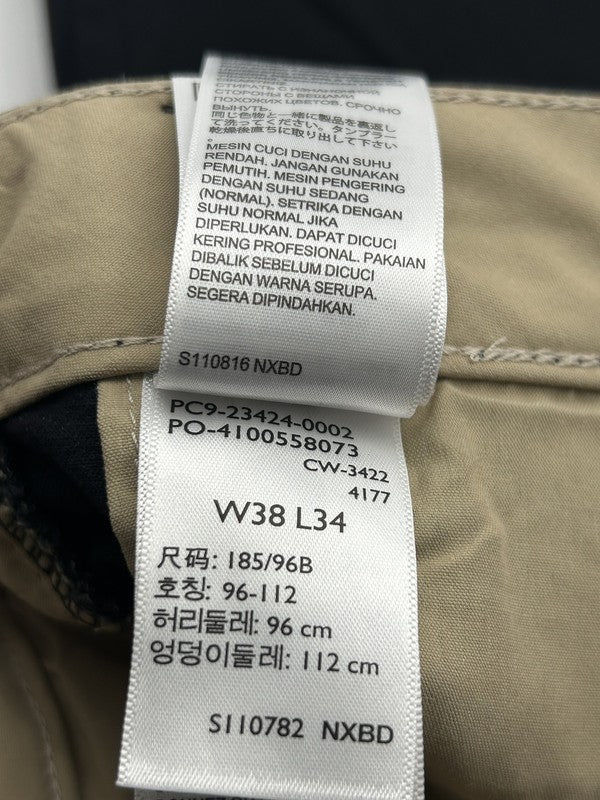 СТИРАТЬ С ИЗНАНОЧНОЙ
СТОРОНЫ С ВЕЩАМИ
ПОХОЖИХ ЦВЕТОВ. СРОЧНО
ВЫНУТЬ.
同じ色物と一緒に製品を裏返し
て洗ってください。タンブラー
乾燥後直ちに取り出して下さい
。
MESIN CUCI DENGAN SUHU
RENDAH. JANGAN GUNAKAN
PEMUTIH. MESIN PENGERING
DENGAN SUHU SEDANG
(NORMAL). SETRIKA DENGAN
SUHU NORMAL JIKA
DIPERLUKAN. DAPAT DICUCI
KERING PROFESIONAL. PAKAIAN
DIBALIK SEBELUM DICUCI
DENGAN WARNA SERUPA.
SEGERA DIPINDAHKAN.
S110816 NXBD
PC9-23424-0002
PO-4100558073
CW-3422
4177
W38 L34
尺码: 185/96B
호칭: 96-112
허리둘레: 96 cm
엉덩이둘레: 112 cm
S110782 NXBD